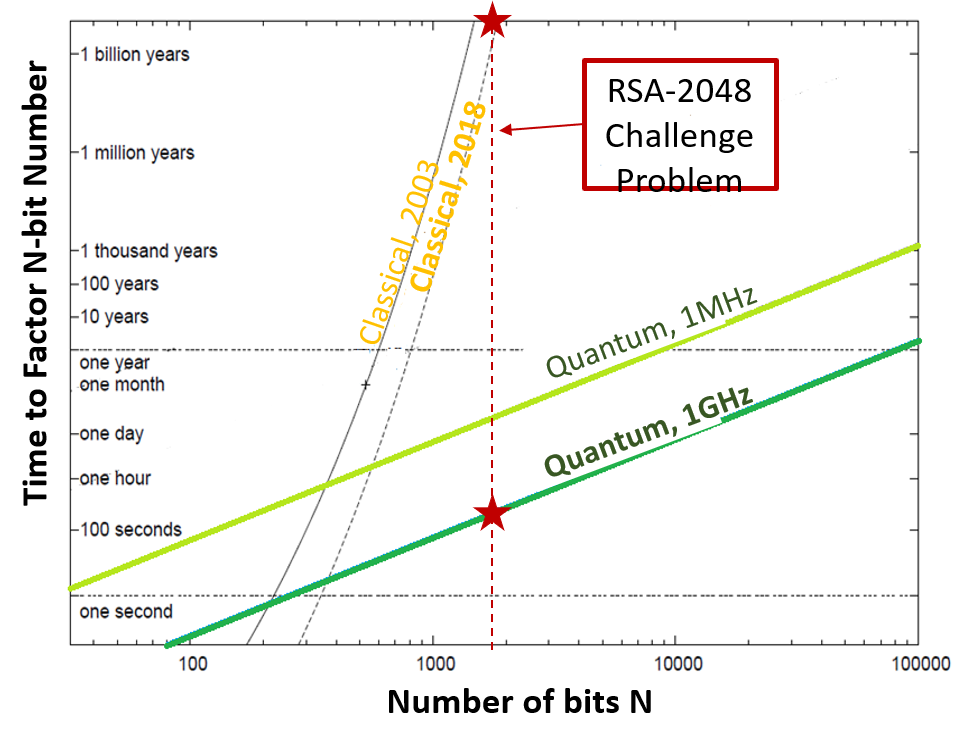 Time to Factor N-bit Number
1 billion years
1 million years
1 thousand years
100 years
10 years
one year
one month
one day
one hour
100 seconds
one second
Classical, 2003
Classical, 2018
RSA-2048
Challenge
Problem
Quantum, 1MHz
Quantum, 1GHz
100
1000
10000
100000
Number of bits N